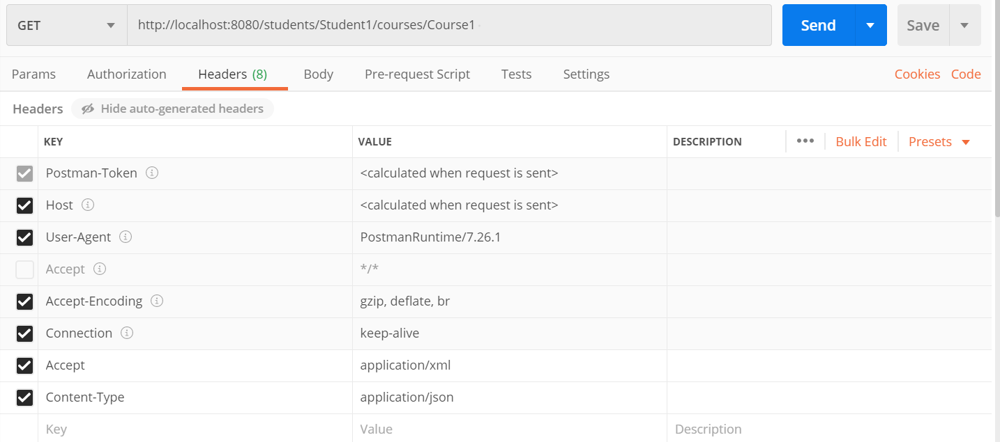 GET http://localhost:8080/students/Student1/courses/Course1 Send Save
Params Authorization Headers (8) Body Pre-request Script Tests Settings Cookies Code
Headers Hide auto-generated headers
KEY VALUE DESCRIPTION ••• Bulk Edit Presets
Postman-Token <calculated when request is sent>
Host <calculated when request is sent>
User-Agent PostmanRuntime/7.26.1
Accept */*
Accept-Encoding gzip, deflate, br
Connection keep-alive
Accept application/xml
Content-Type application/json
Key Value Description